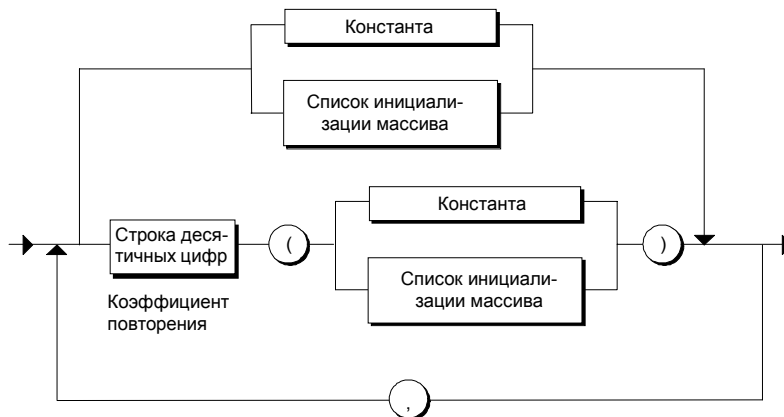 Константа
Список инициали-
зации массива
Константа
Строка деся-
тичных цифр
(
)
Список инициали-
зации массива
Коэффициент
повторения
,